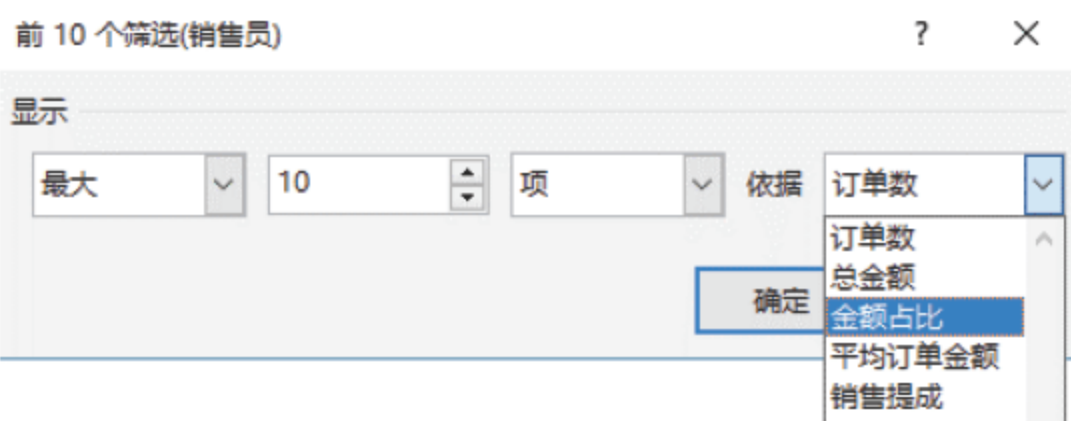 前 10 个筛选(销售员) ?
显示
最大 10 项 依据 订单数
订单数
总金额
确定
金额占比
平均订单金额
销售提成